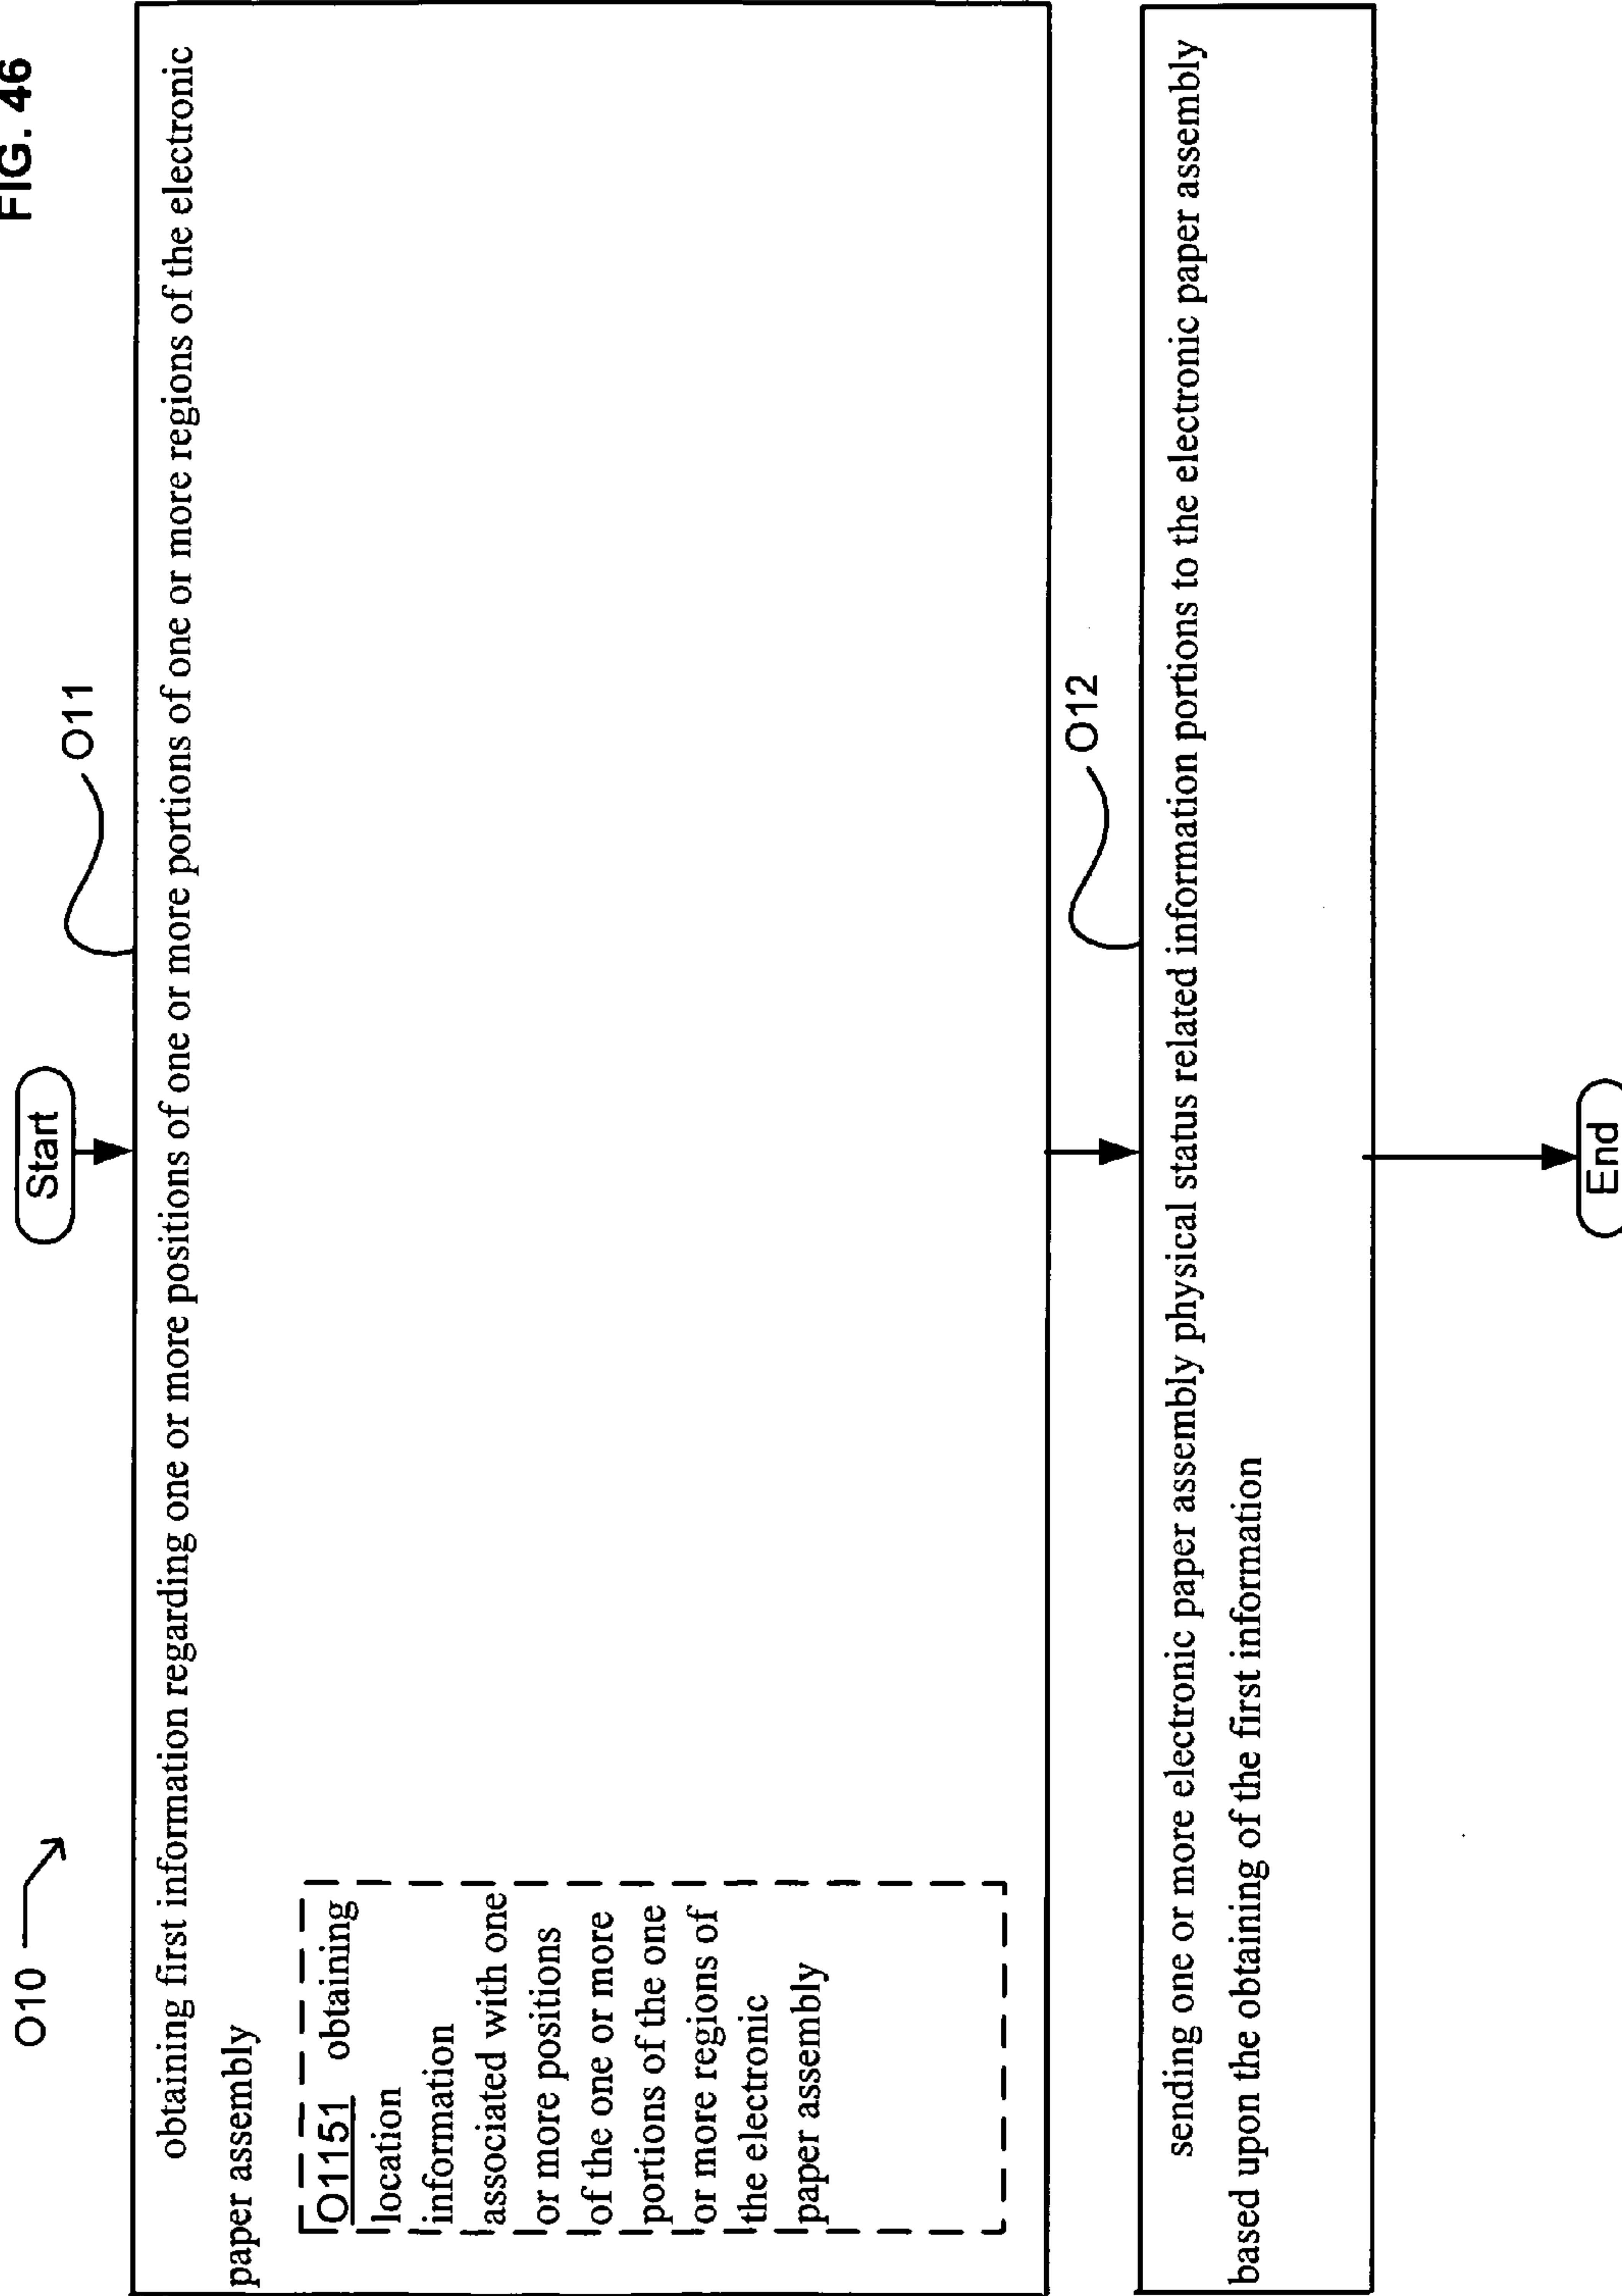 FIG. 46
O10
Start
O11
obtaining first information regarding one or more positions of one or more portions of one or more regions of the electronic
paper assembly
O1151 obtaining
location
information
associated with one
or more positions
of the one or more
portions of the one
or more regions of
the electronic
paper assembly
O12
sending one or more electronic paper assembly physical status related information portions to the electronic paper assembly
based upon the obtaining of the first information
End